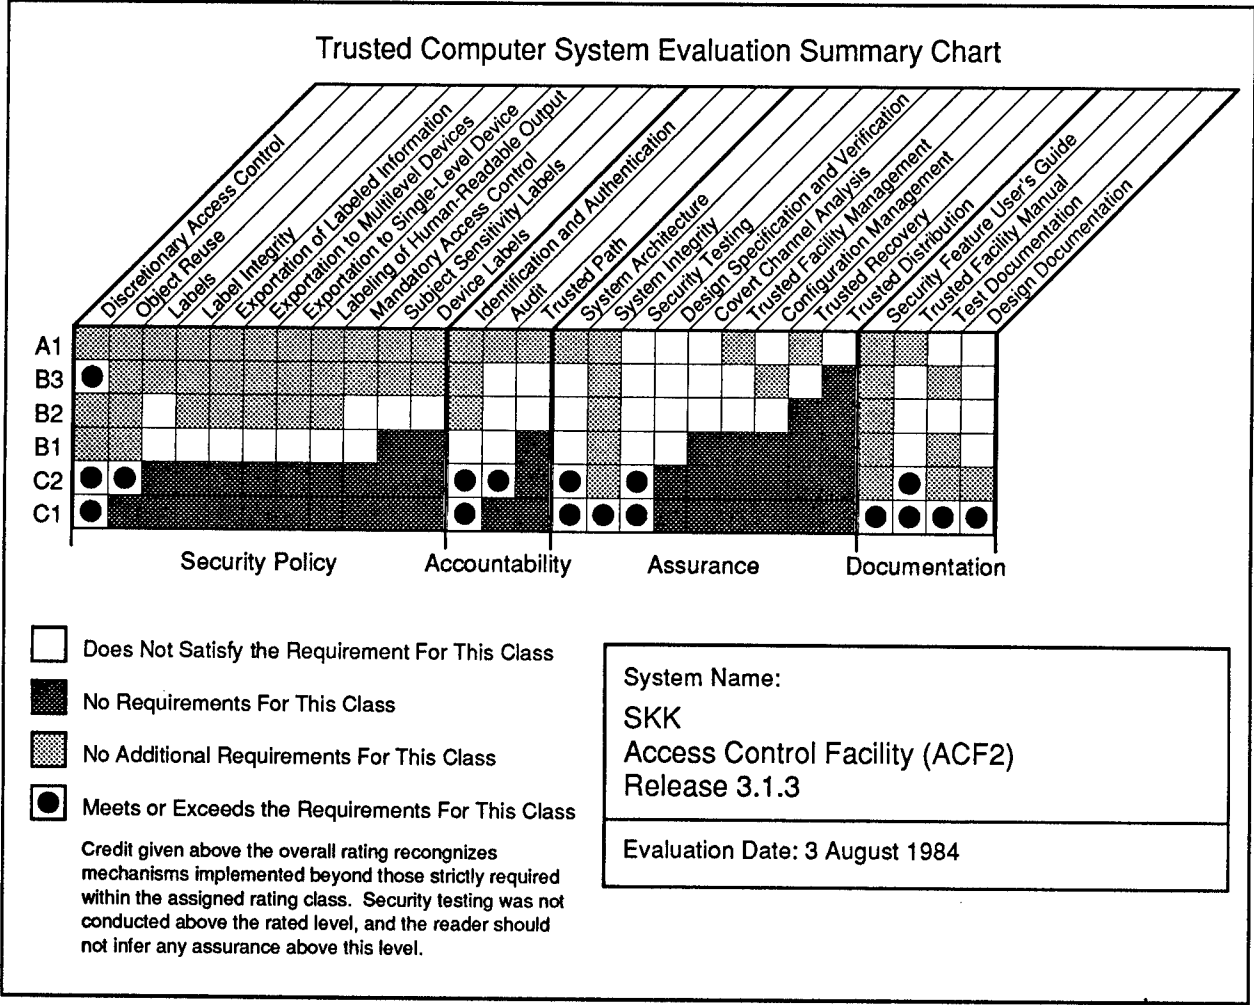 Trusted Computer System Evaluation Summary Chart
Discretionary Access Control
Object Reuse
Labels
Label Integrity
Exportation of Labeled Information
Exportation to Multilevel Devices
Exportation to Single-Level Device
Labeling of Human-Readable Output
Mandatory Access Control
Subject Sensitivity Labels
Device Labels
Identification and Authentication
Audit
Trusted Path
System Architecture
System Integrity
Security Testing
Design Specification and Verification
Covert Channel Analysis
Trusted Facility Management
Configuration Management
Trusted Recovery
Trusted Distribution
Security Feature User's Guide
Trusted Facility Manual
Test Documentation
Design Documentation
A1
B3
B2
B1
C2
C1
Security Policy
Accountability
Assurance
Documentation
Does Not Satisfy the Requirement For This Class
No Requirements For This Class
No Additional Requirements For This Class
Meets or Exceeds the Requirements For This Class
Credit given above the overall rating recongnizes
mechanisms implemented beyond those strictly required
within the assigned rating class. Security testing was not
conducted above the rated level, and the reader should
not infer any assurance above this level.
System Name:
SKK
Access Control Facility (ACF2)
Release 3.1.3
Evaluation Date: 3 August 1984